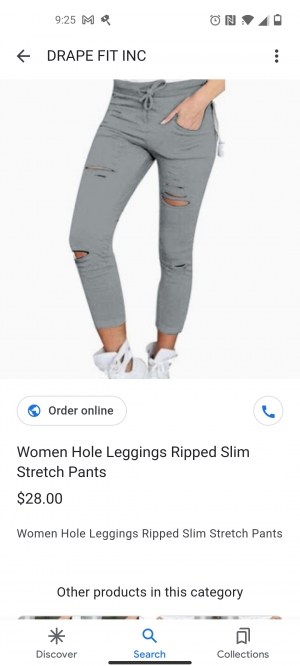 9:25
DRAPE FIT INC
Order online
Women Hole Leggings Ripped Slim
Stretch Pants
$28.00
Women Hole Leggings Ripped Slim Stretch Pants
Other products in this category
Discover
Search
Collections